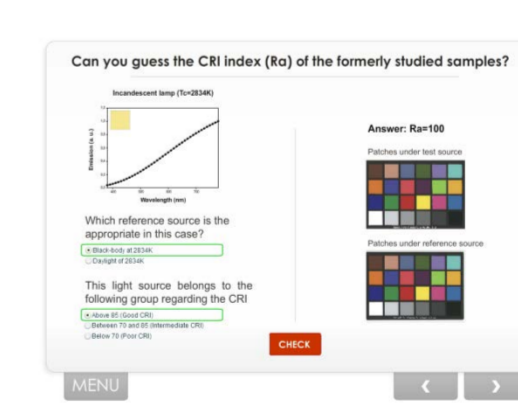 Can you guess the CRI index (Ra) of the formerly studied samples?
Incandescent lamp (Tc=2834K)
Emission (a. u.)
Wavelength (nm)
Which reference source is the
appropriate in this case?
Black-body at 2834K
Daylight of 2834K
This light source belongs to the
following group regarding the CRI
Above 85 (Good CRI)
Between 70 and 85 (Intermediate CRI)
Below 70 (Poor CRI)
Answer: Ra=100
Patches under test source
Patches under reference source
CHECK
MENU